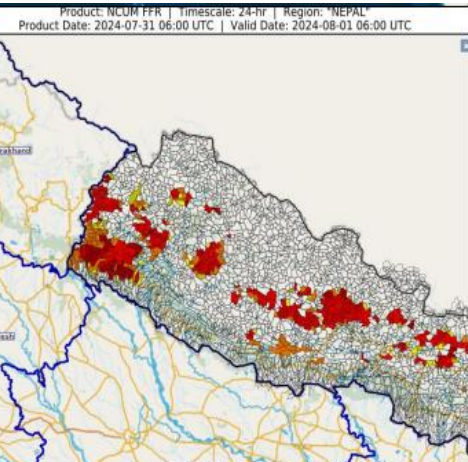 Product: NCUM FFR | Timescale: 24-hr | Region: "NEPAL"
Product Date: 2024-07-31 06:00 UTC | Valid Date: 2024-08-01 06:00 UTC
rakhand